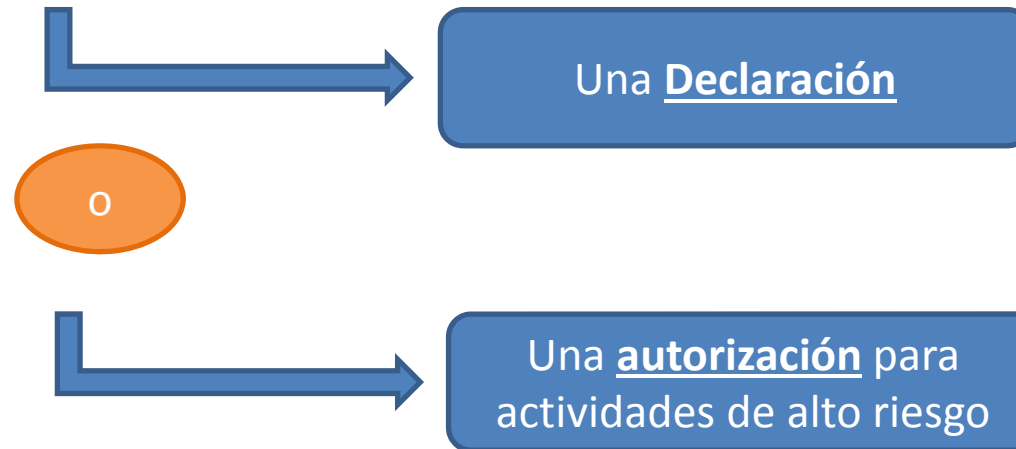 Una Declaración
o
Una autorización para
actividades de alto riesgo